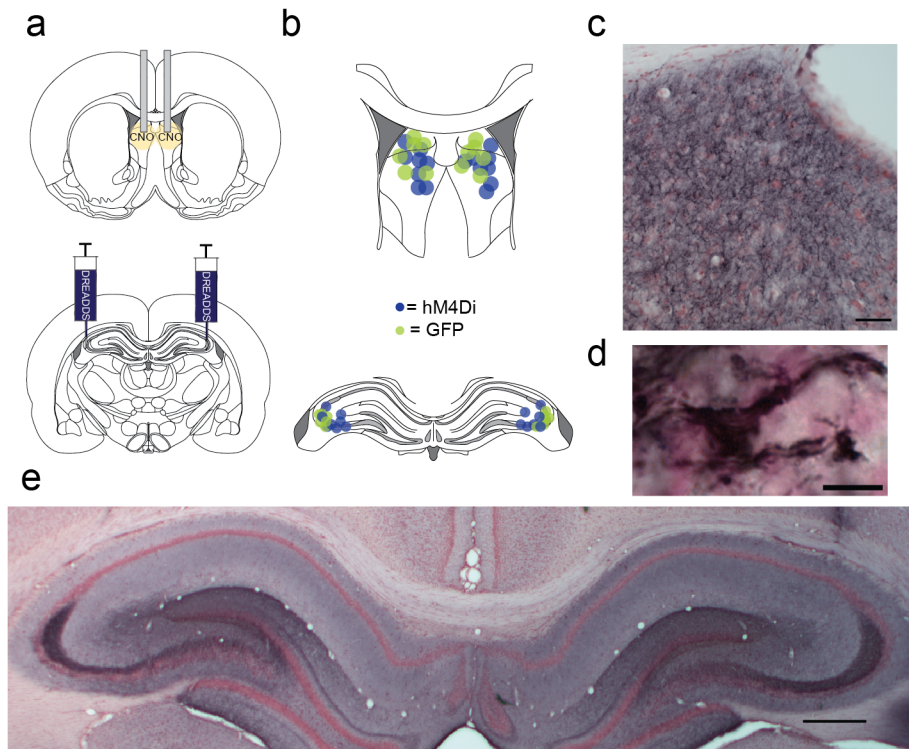 a
CNO CNO
T T
DREADDS DREADDS
b
= hM4Di
= GFP
c
d
e